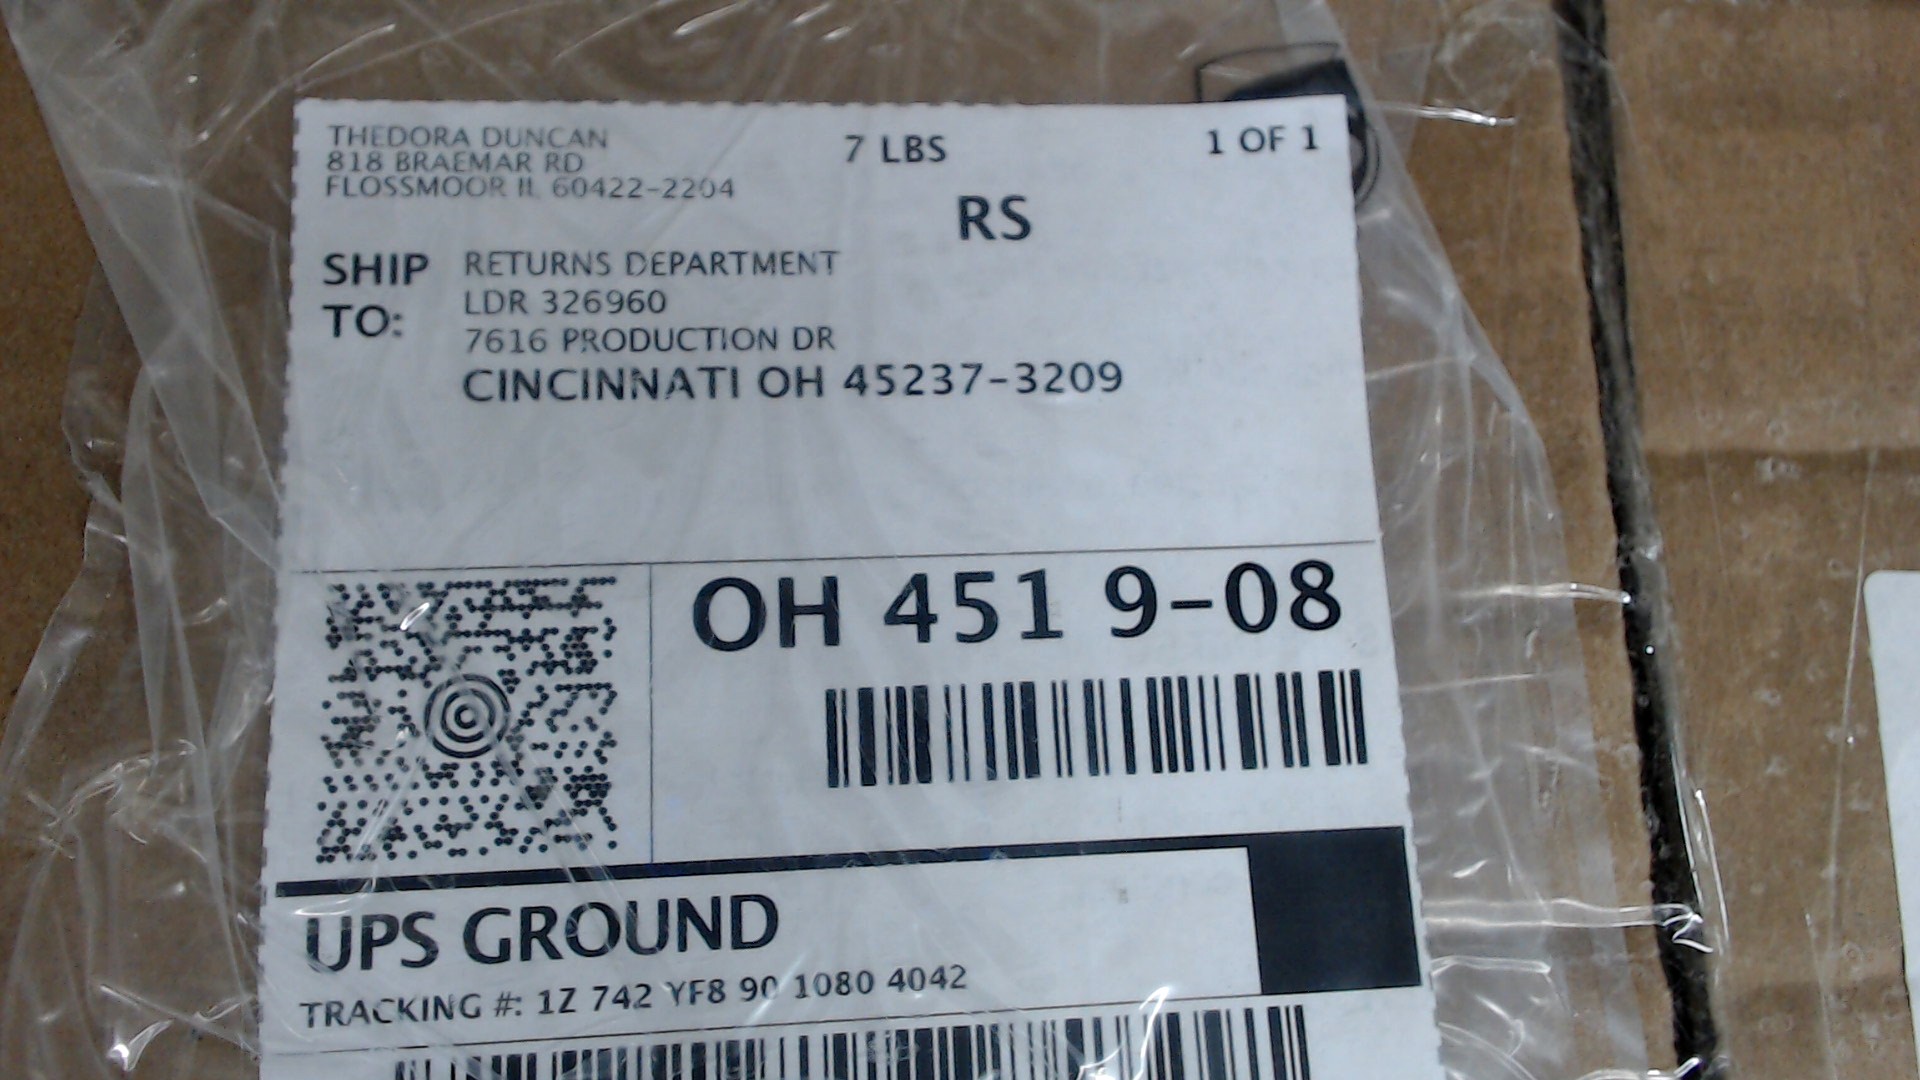 THEDORA DUNCAN
818 BRAEMAR RD
FLOSSMOOR IL 60422-2204
7 LBS
1 OF 1
RS
SHIP TO:
RETURNS DEPARTMENT
LDR 326960
7616 PRODUCTION DR
CINCINNATI OH 45237-3209
OH 451 9-08
UPS GROUND
TRACKING #: 1Z 742 YF8 90 1080 4042